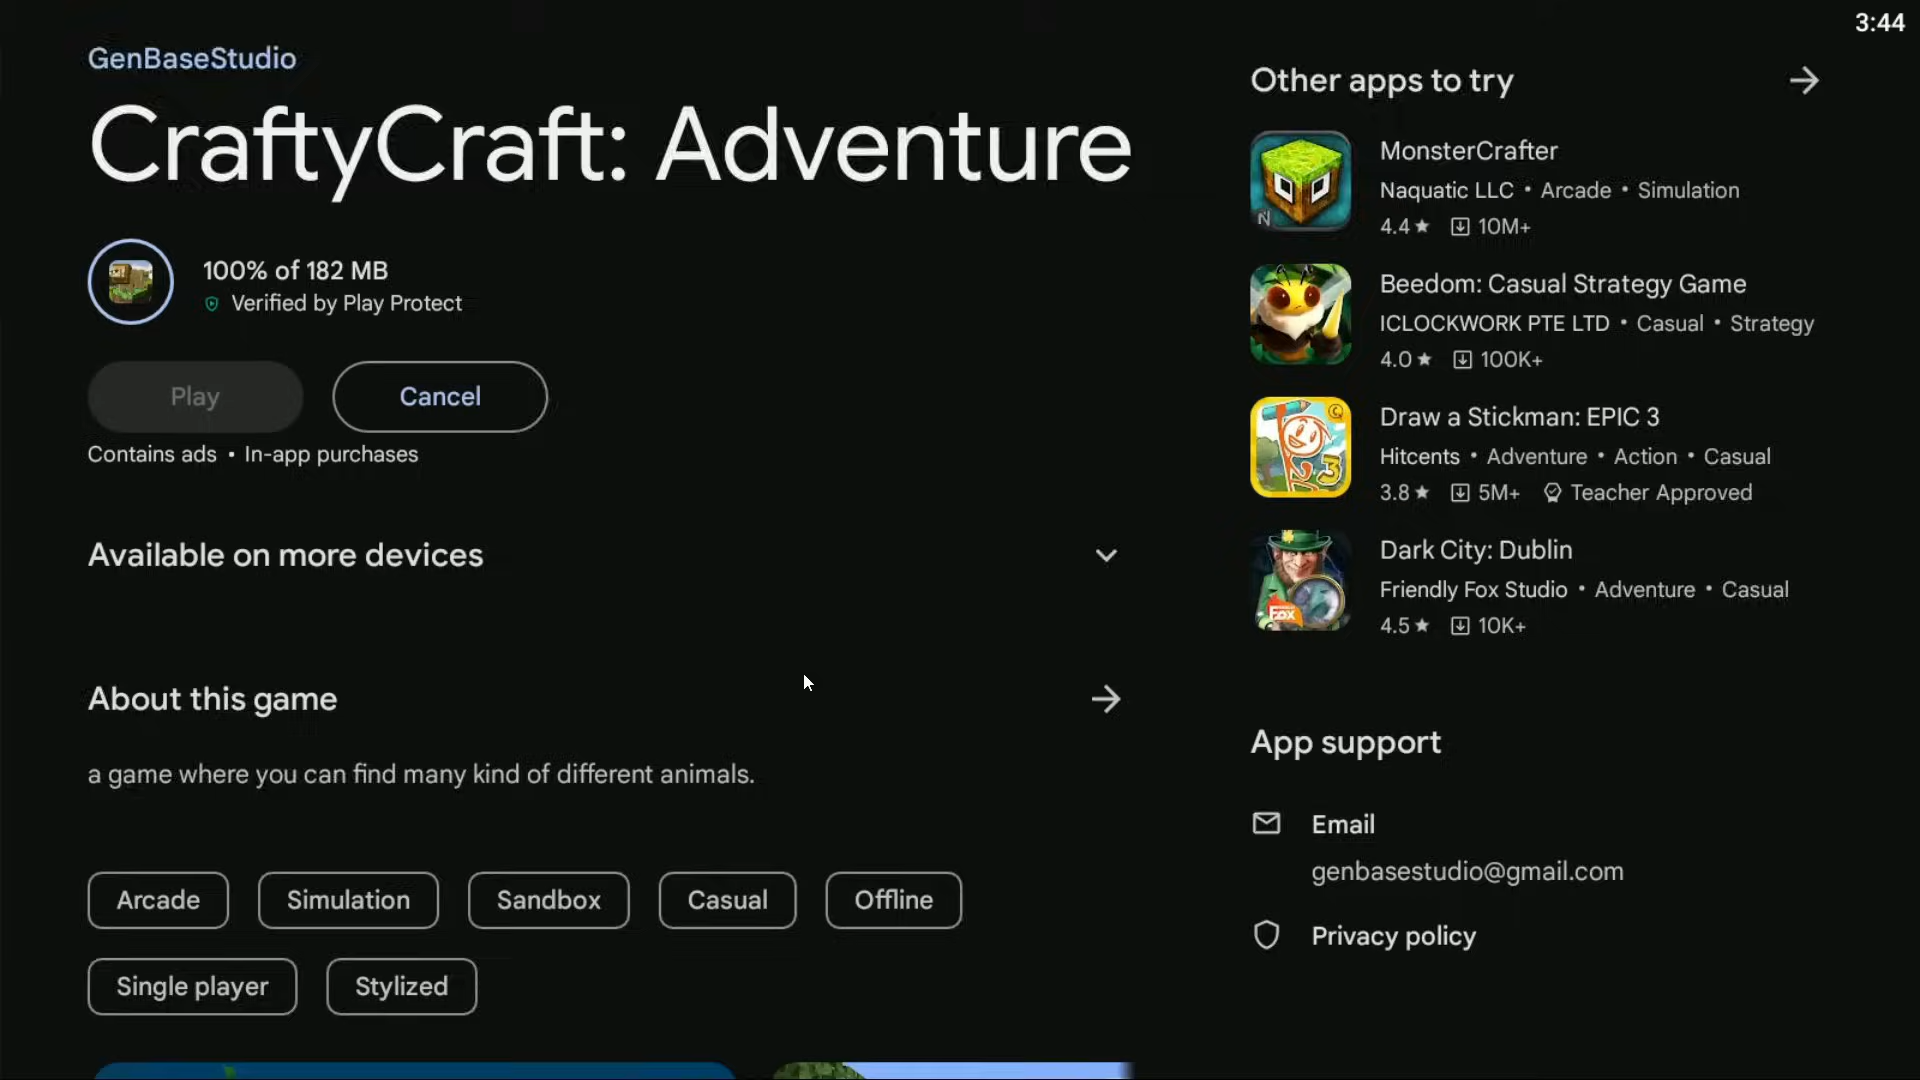 3:44
GenBaseStudio
CraftyCraft: Adventure
100% of 182 MB
Verified by Play Protect
Play
Cancel
Contains ads • In-app purchases
Available on more devices
About this game
a game where you can find many kind of different animals.
Arcade
Simulation
Sandbox
Casual
Offline
Single player
Stylized
Other apps to try
MonsterCrafter
Naquatic LLC • Arcade • Simulation
4.4★ 10M+
Beedom: Casual Strategy Game
ICLOCKWORK PTE LTD • Casual • Strategy
4.0★ 100K+
3
Draw a Stickman: EPIC 3
Hitcents • Adventure • Action • Casual
3.8★ 5M+ Teacher Approved
FOX
Dark City: Dublin
Friendly Fox Studio • Adventure • Casual
4.5★ 10K+
App support
Email
genbasestudio@gmail.com
Privacy policy